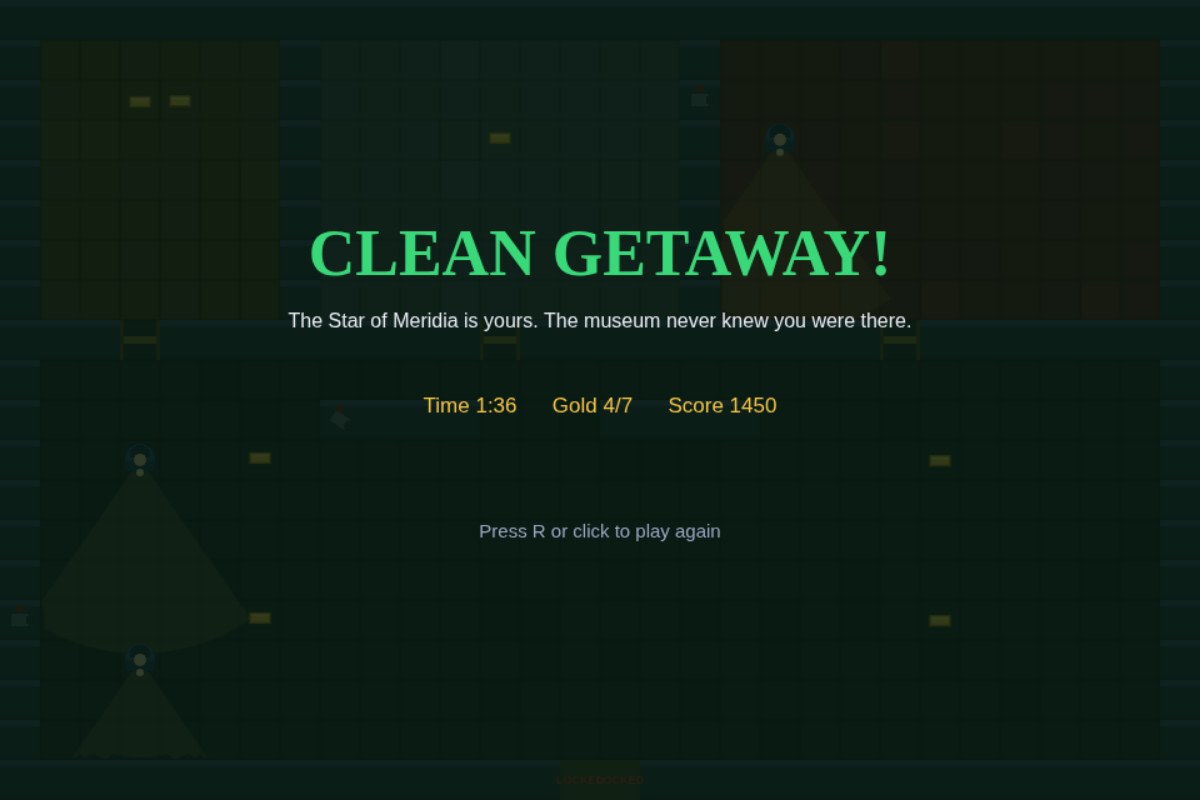 CLEAN GETAWAY!
The Star of Meridia is yours. The museum never knew you were there.
Time 1:36 Gold 4/7 Score 1450
Press R or click to play again